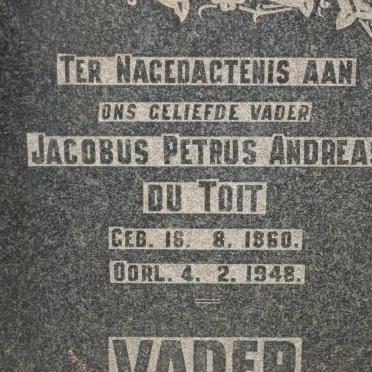 TER NAGEDACTENIS AAN
ONS GELIEFDE VADER
JACOBUS PETRUS ANDREAS
DU TOIT
GEB. 16. 8. 1860.
OORL. 4. 2. 1948.
VADER